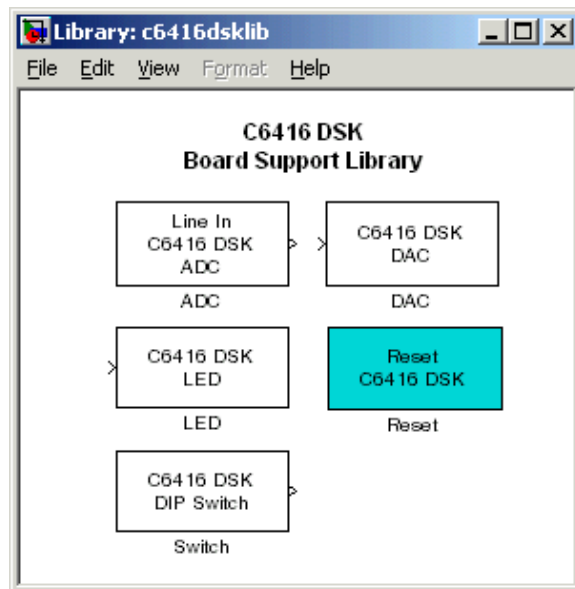 Library: c6416dsklib
File Edit View Format Help
C6416 DSK
Board Support Library
Line In
C6416 DSK
ADC
ADC
C6416 DSK
DAC
DAC
C6416 DSK
LED
LED
Reset
C6416 DSK
Reset
C6416 DSK
DIP Switch
Switch